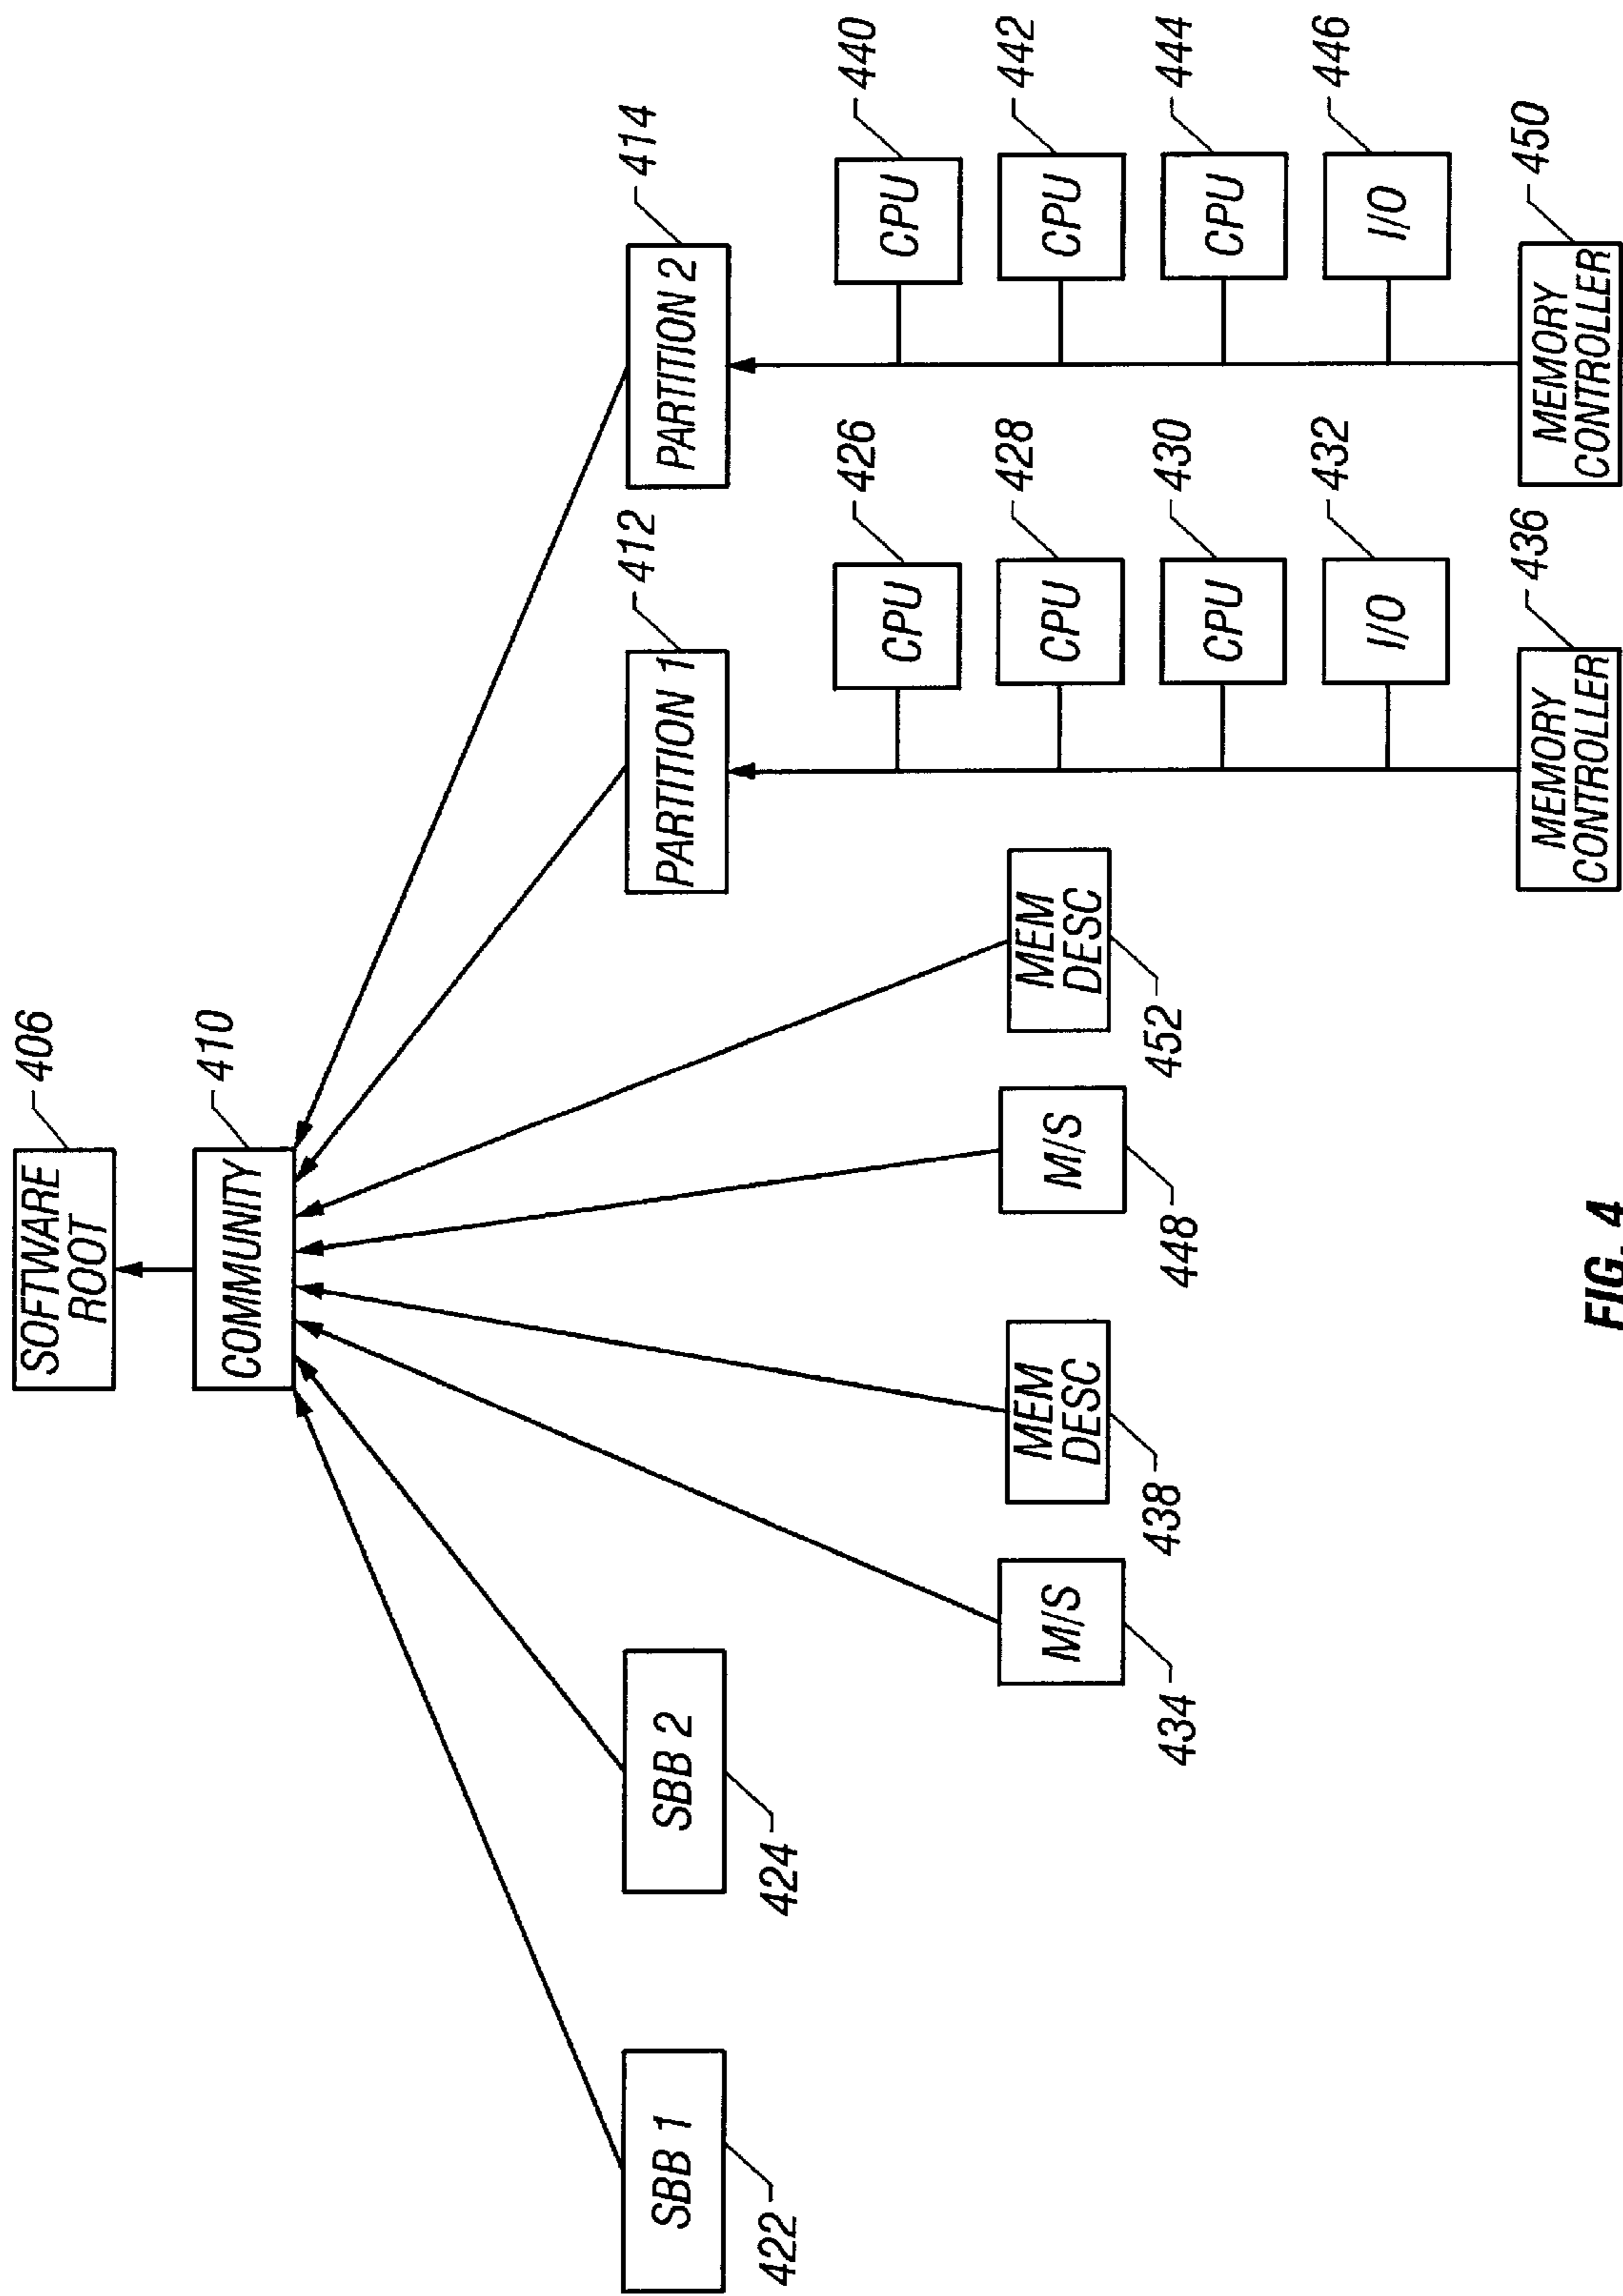 SOFTWARE
ROOT
406
COMMUNITY
410
SBB 1
422
SBB 2
424
PARTITION 1
412
PARTITION 2
414
M/S
434
MEM
DESC
438
M/S
448
MEM
DESC
452
CPU
426
CPU
428
CPU
430
I/O
432
MEMORY
CONTROLLER
436
CPU
440
CPU
442
CPU
444
I/O
446
MEMORY
CONTROLLER
450
FIG. 4